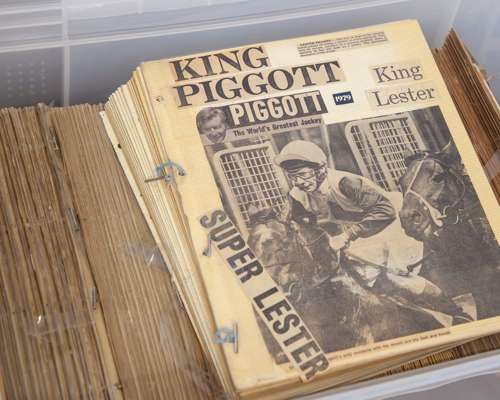 KING
PIGGOTT
King
Lester
PIGGOTT
1979
The World's Greatest Jockey
SUPER LESTER